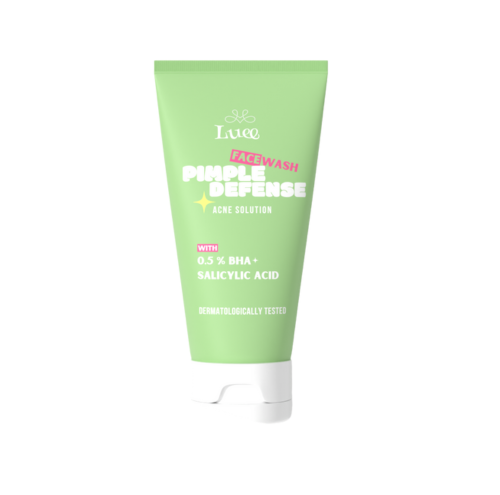 Luee
FACE WASH
PIMPLE
DEFENSE
ACNE SOLUTION
WITH
0.5 % BHA+
SALICYLIC ACID
DERMATOLOGICALLY TESTED